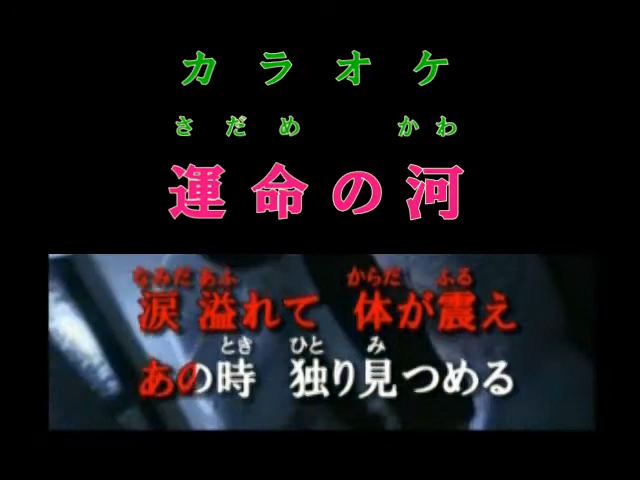 カラオケ
さだめ かわ
運命の河
なみだ あふ からだ ふる
涙 溢れて 体が震え
とき ひと み
あの時 独り見つめる